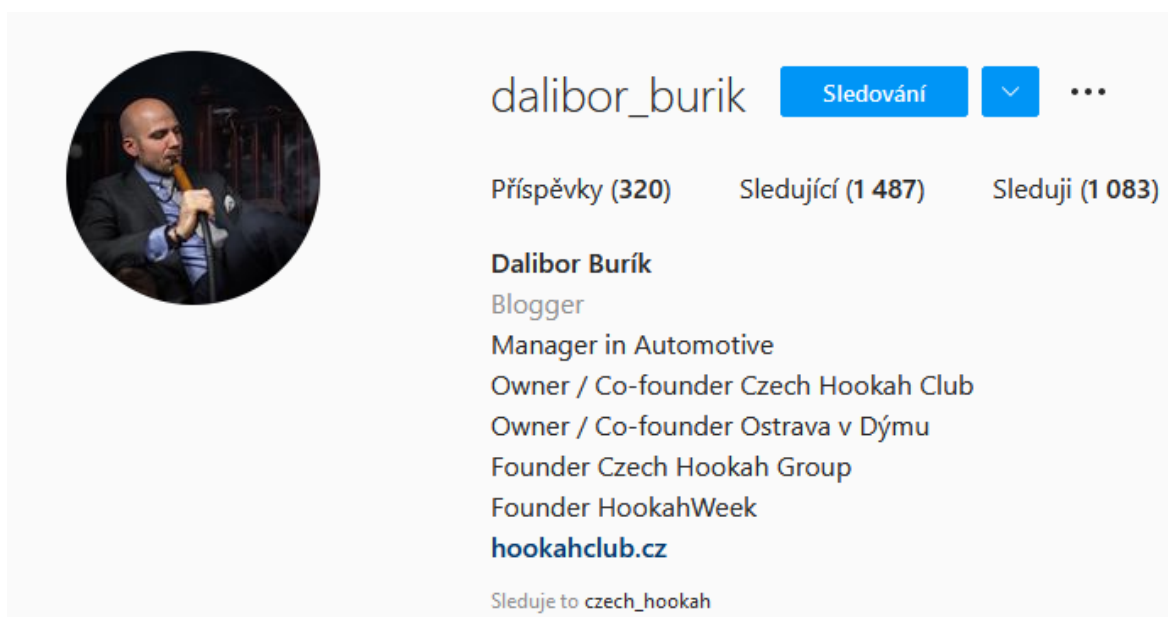 dalibor_burik Sledování
Příspěvky (320) Sledující (1 487) Sleduji (1 083)
Dalibor Burík
Blogger
Manager in Automotive
Owner / Co-founder Czech Hookah Club
Owner / Co-founder Ostrava v Dýmu
Founder Czech Hookah Group
Founder HookahWeek
hookahclub.cz
Sleduje to czech_hookah